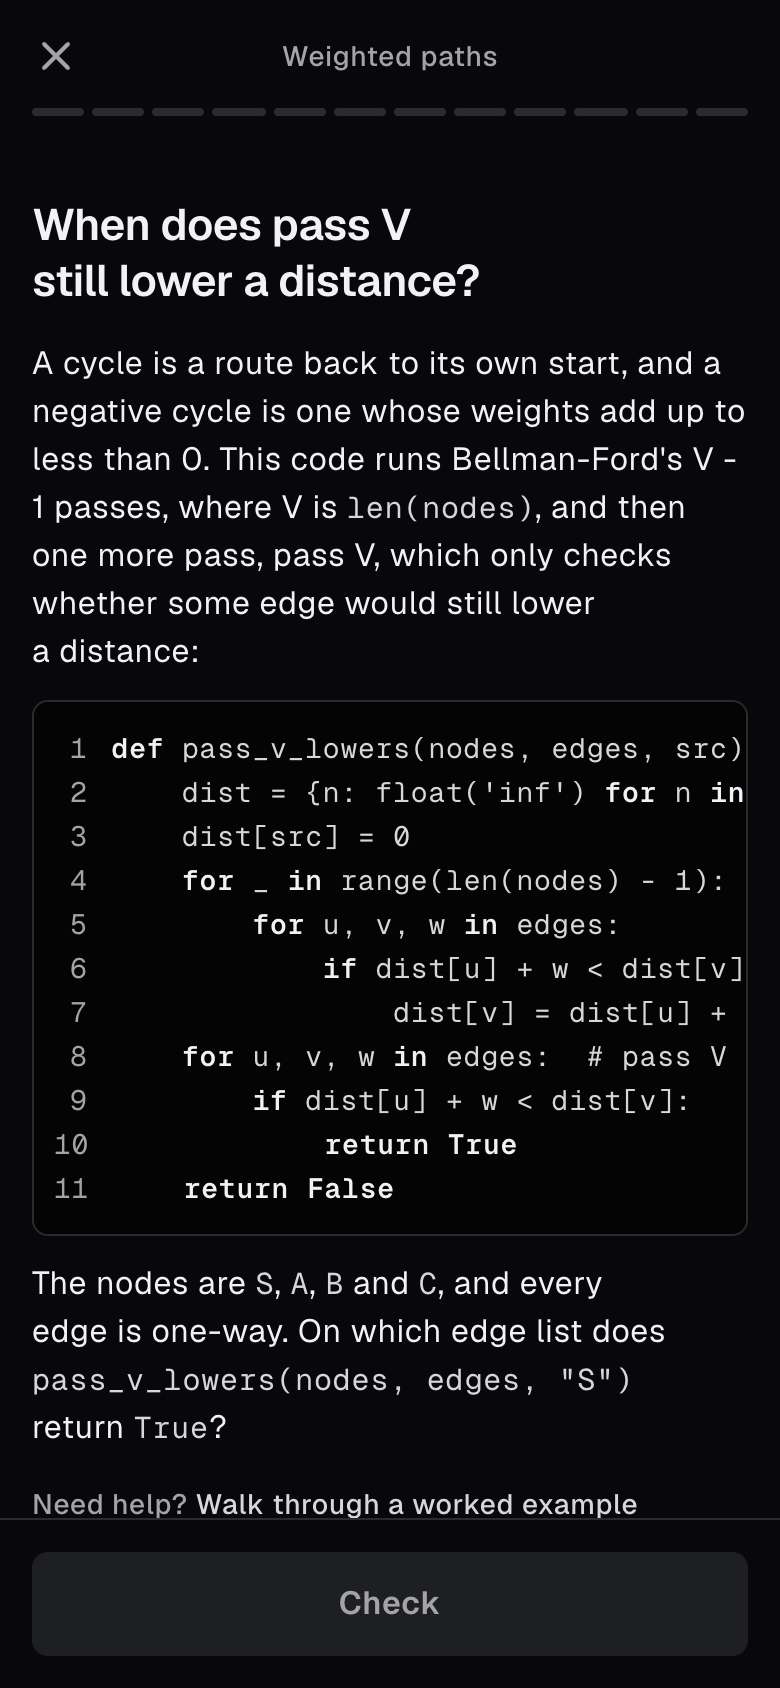 Weighted paths
When does pass V
still lower a distance?
A cycle is a route back to its own start, and a
negative cycle is one whose weights add up to
less than 0. This code runs Bellman-Ford's V -
1 passes, where V is len(nodes), and then
one more pass, pass V, which only checks
whether some edge would still lower
a distance:
1 def pass_v_lowers(nodes, edges, src)
2     dist = {n: float('inf') for n in
3     dist[src] = 0
4     for _ in range(len(nodes) - 1):
5         for u, v, w in edges:
6             if dist[u] + w < dist[v]
7                 dist[v] = dist[u] +
8     for u, v, w in edges:  # pass V
9         if dist[u] + w < dist[v]:
10             return True
11     return False
The nodes are S, A, B and C, and every
edge is one-way. On which edge list does
pass_v_lowers(nodes, edges, "S")
return True?
Need help? Walk through a worked example
Check